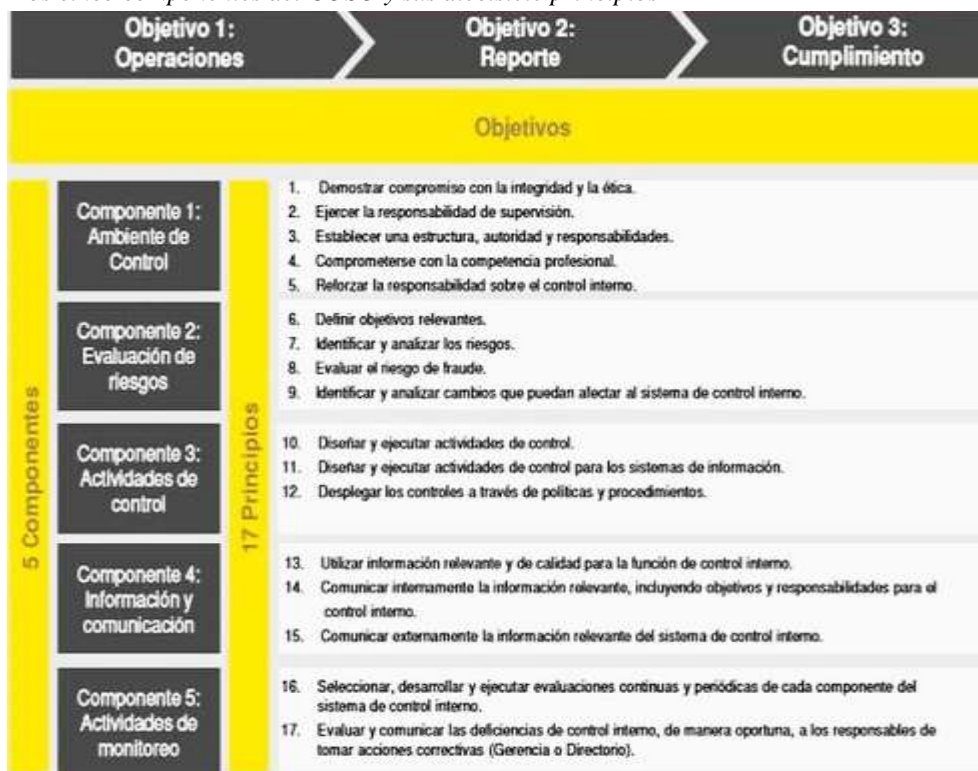 Objetivo 1:
Operaciones
Objetivo 2:
Reporte
Objetivo 3:
Cumplimiento
Objetivos
5 Componentes
17 Principios
Componente 1:
Ambiente de
Control
1. Demostrar compromiso con la integridad y la ética.
2. Ejercer la responsabilidad de supervisión.
3. Establecer una estructura, autoridad y responsabilidades.
4. Comprometerse con la competencia profesional.
5. Reforzar la responsabilidad sobre el control interno.
Componente 2:
Evaluación de
riesgos
6. Definir objetivos relevantes.
7. Identificar y analizar los riesgos.
8. Evaluar el riesgo de fraude.
9. Identificar y analizar cambios que puedan afectar al sistema de control interno.
Componente 3:
Actividades de
control
10. Diseñar y ejecutar actividades de control.
11. Diseñar y ejecutar actividades de control para los sistemas de información.
12. Desplegar los controles a través de políticas y procedimientos.
Componente 4:
Información y
comunicación
13. Utilizar información relevante y de calidad para la función de control interno.
14. Comunicar internamente la información relevante, incluyendo objetivos y responsabilidades para el
control interno.
15. Comunicar externamente la información relevante del sistema de control interno.
Componente 5:
Actividades de
monitoreo
16. Seleccionar, desarrollar y ejecutar evaluaciones continuas y periódicas de cada componente del
sistema de control interno.
17. Evaluar y comunicar las deficiencias de control interno, de manera oportuna, a los responsables de
tomar acciones correctivas (Gerencia o Directorio).